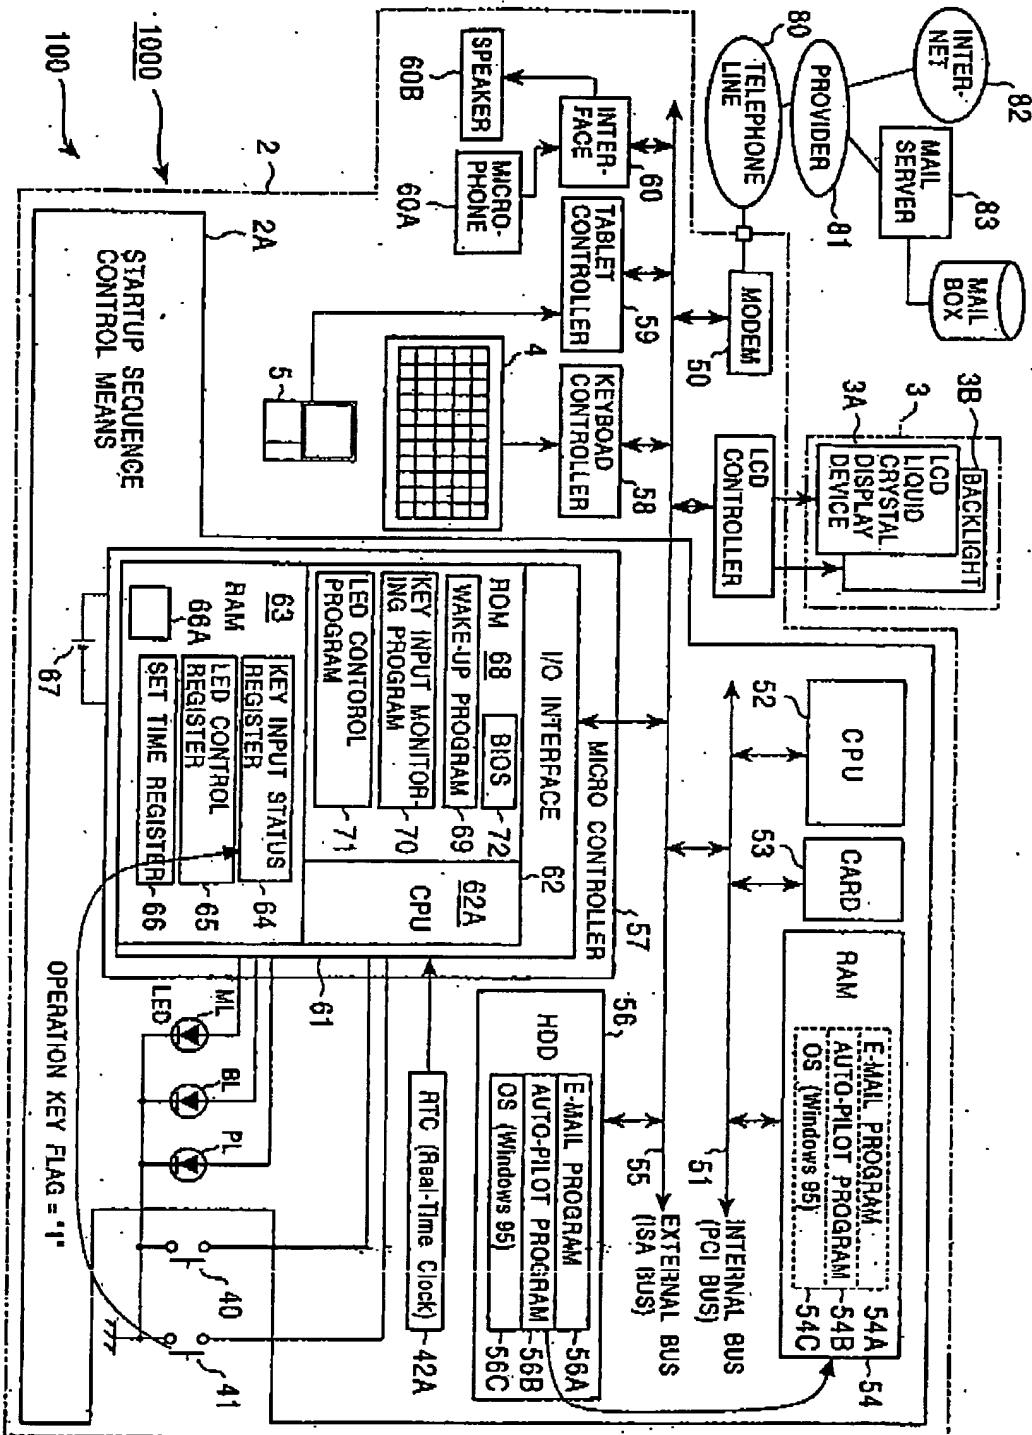 INTER-
NET
82
MAIL
SERVER
83
MAIL
BOX
PROVIDER
81
80
TELEPHONE
LINE
MODEM
50
3B
BACKLIGHT
3
3A
LCD
LIQUID
CRYSTAL
DISPLAY
DEVICE
LCD
CONTROLLER
SPEAKER
60B
INTER-
FACE
60
MICRO-
PHONE
60A
TABLET
CONTROLLER
59
KEYBOAD
CONTROLLER
58
4
5
1000
100
2
2A
STARTUP SEQUENCE
CONTROL MEANS
52
CPU
53
CARD
RAM
E-MAIL PROGRAM
AUTO-PILOT PROGRAM
OS (Windows 95)
54A
54B
54C
54
51
INTERNAL BUS
(PCI BUS)
55
EXTERNAL BUS
(ISA BUS)
56
HDD
E-MAIL PROGRAM
AUTO-PILOT PROGRAM
OS (Windows 95)
56A
56B
56C
MICRO CONTROLLER
57
I/O INTERFACE
62
ROM
68
BIOS
72
WAKE-UP PROGRAM
69
KEY INPUT MONITOR-
ING PROGRAM
70
LED CONTOROL
PROGRAM
71
CPU
62A
63
RAM
66A
KEY INPUT STATUS
REGISTER
64
LED CONTROL
REGISTER
65
SET TIME REGISTER
66
67
61
RTC (Real-Time Clock)
42A
ML
LED
BL
PL
40
41
OPERATION KEY FLAG = "1"